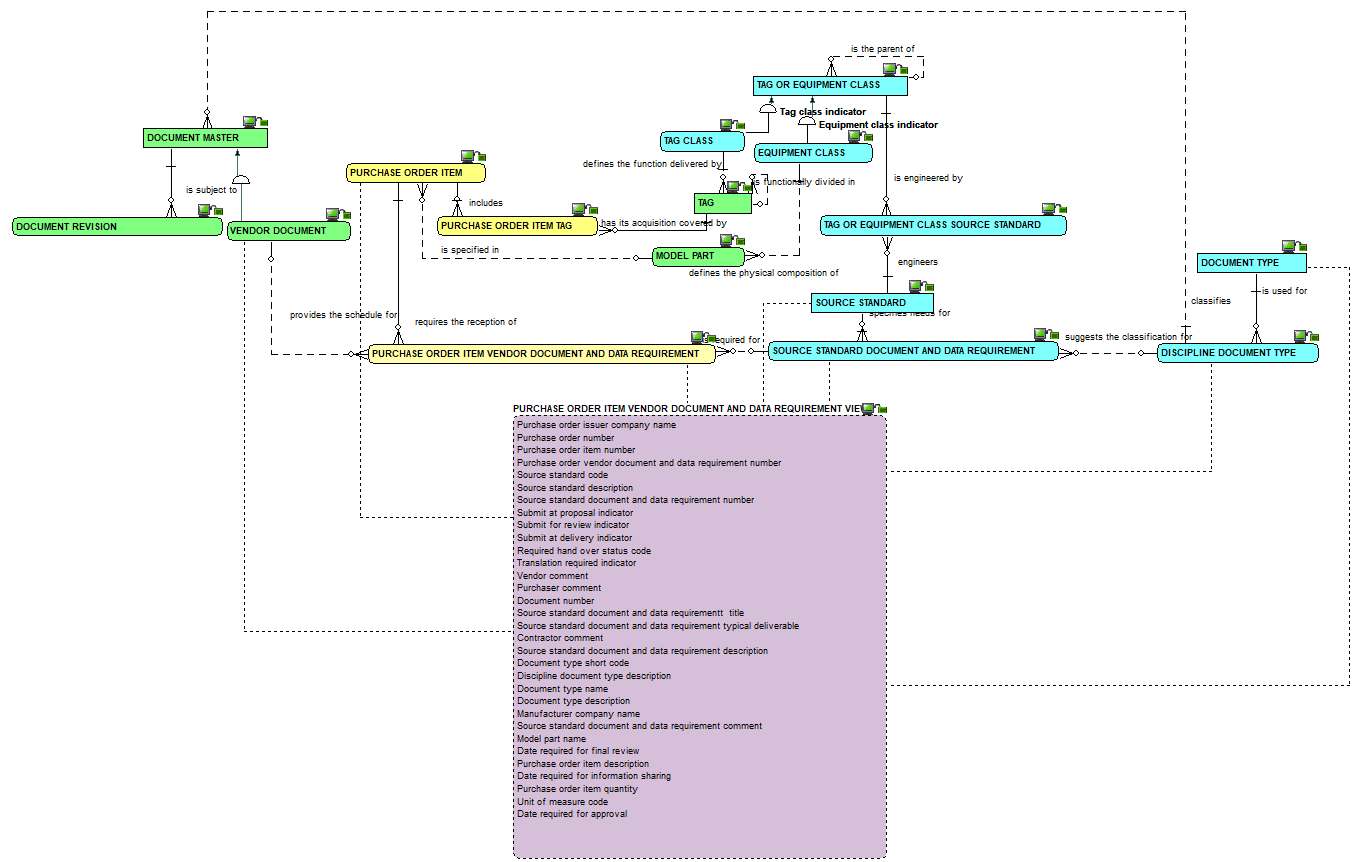 is the parent of
TAG OR EQUIPMENT CLASS
Tag class indicator
Equipment class indicator
DOCUMENT MASTER
TAG CLASS
EQUIPMENT CLASS
defines the function delivered by
PURCHASE ORDER ITEM
is functionally divided in
is engineered by
is subject to
includes
TAG
DOCUMENT REVISION
VENDOR DOCUMENT
PURCHASE ORDER ITEM TAG
has its acquisition covered by
TAG OR EQUIPMENT CLASS SOURCE STANDARD
is specified in
MODEL PART
defines the physical composition of
engineers
DOCUMENT TYPE
SOURCE STANDARD
classifies
is used for
provides the schedule for
requires the reception of
specifies needs for
is required for
suggests the classification for
PURCHASE ORDER ITEM VENDOR DOCUMENT AND DATA REQUIREMENT
SOURCE STANDARD DOCUMENT AND DATA REQUIREMENT
DISCIPLINE DOCUMENT TYPE
PURCHASE ORDER ITEM VENDOR DOCUMENT AND DATA REQUIREMENT VIEW
Purchase order issuer company name
Purchase order number
Purchase order item number
Purchase order vendor document and data requirement number
Source standard code
Source standard description
Source standard document and data requirement number
Submit at proposal indicator
Submit for review indicator
Submit at delivery indicator
Required hand over status code
Translation required indicator
Vendor comment
Purchaser comment
Document number
Source standard document and data requirementt title
Source standard document and data requirement typical deliverable
Contractor comment
Source standard document and data requirement description
Document type short code
Discipline document type description
Document type name
Document type description
Manufacturer company name
Source standard document and data requirement comment
Model part name
Date required for final review
Purchase order item description
Date required for information sharing
Purchase order item quantity
Unit of measure code
Date required for approval